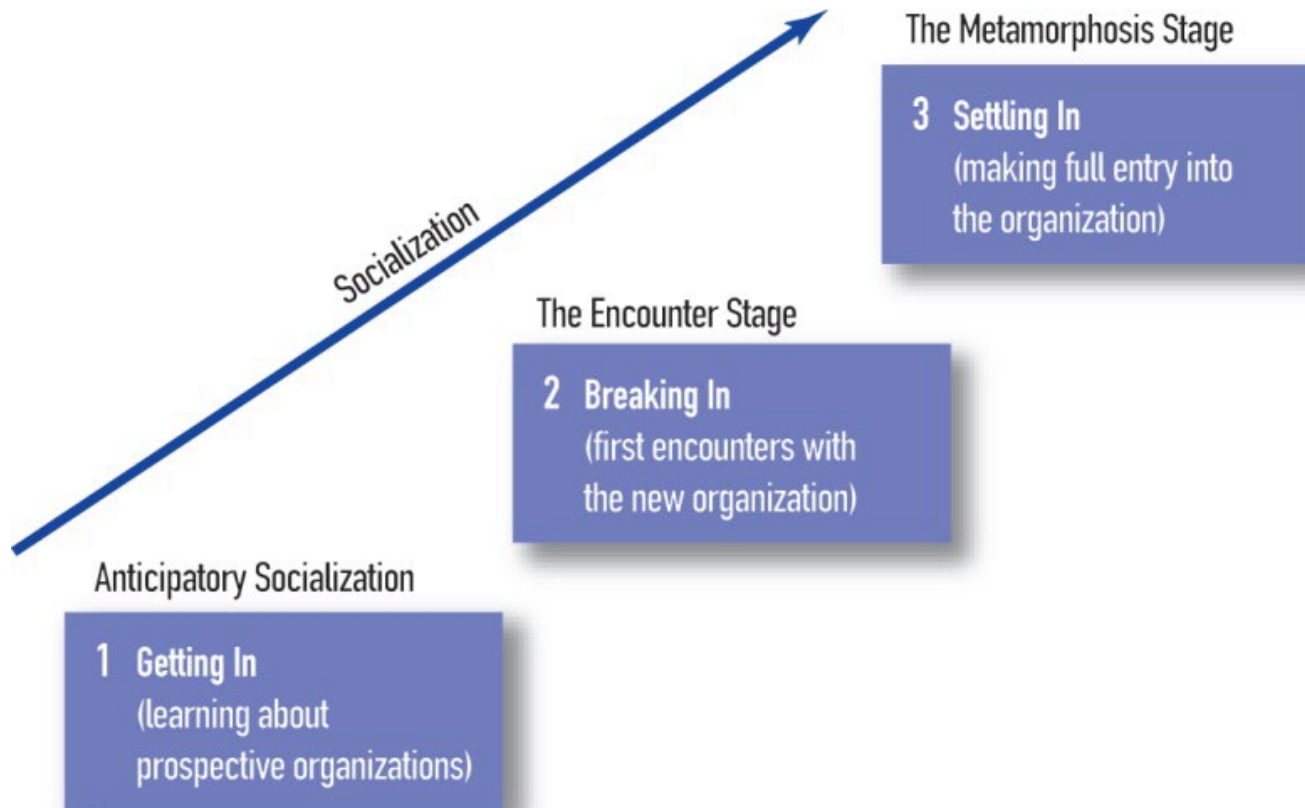 The Metamorphosis Stage
3 Settling In
(making full entry into
the organization)
Socialization
The Encounter Stage
2 Breaking In
(first encounters with
the new organization)
Anticipatory Socialization
1 Getting In
(learning about
prospective organizations)